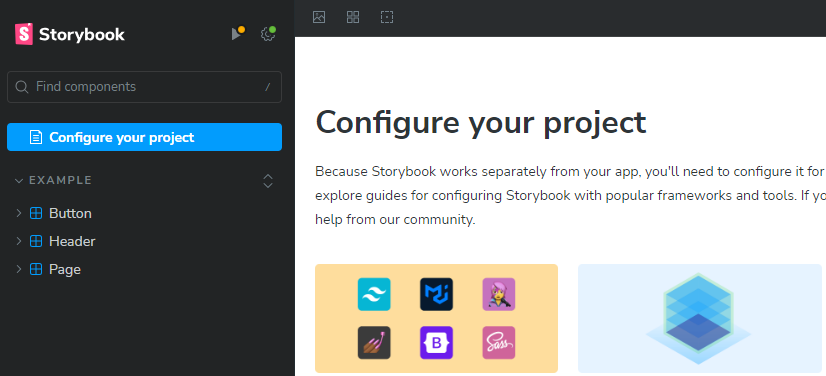 Storybook
Find components
/
Configure your project
EXAMPLE
Button
Header
Page
Configure your project
Because Storybook works separately from your app, you'll need to configure it for
explore guides for configuring Storybook with popular frameworks and tools. If yo
help from our community.
B
Sass